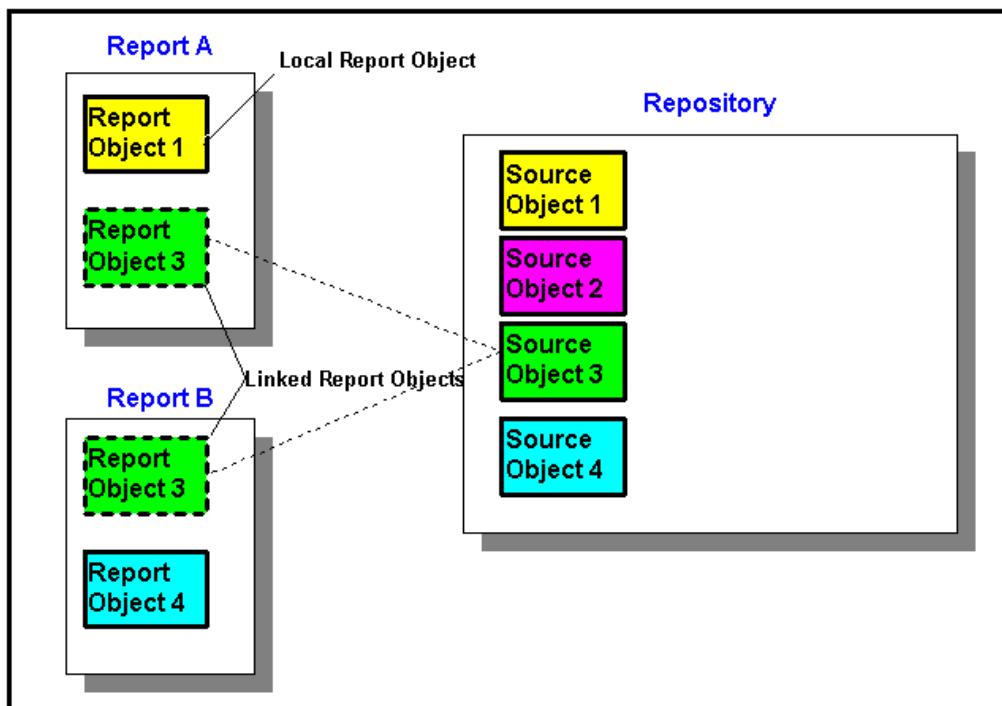 Report A
Local Report Object
Report
Object 1
Report
Object 3
Linked Report Objects
Report B
Report
Object 3
Report
Object 4
Repository
Source
Object 1
Source
Object 2
Source
Object 3
Source
Object 4